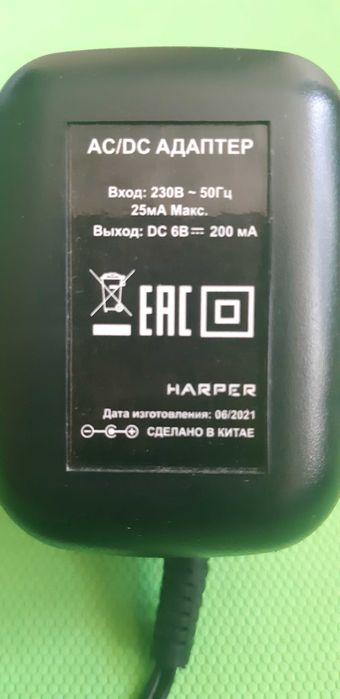 AC/DC АДАПТЕР
Вход: 230В ~ 50Гц
25мА Макс.
Выход: DC 6В⎓ 200 мА
EAC
HARPER
Дата изготовления: 06/2021
СДЕЛАНО В КИТАЕ